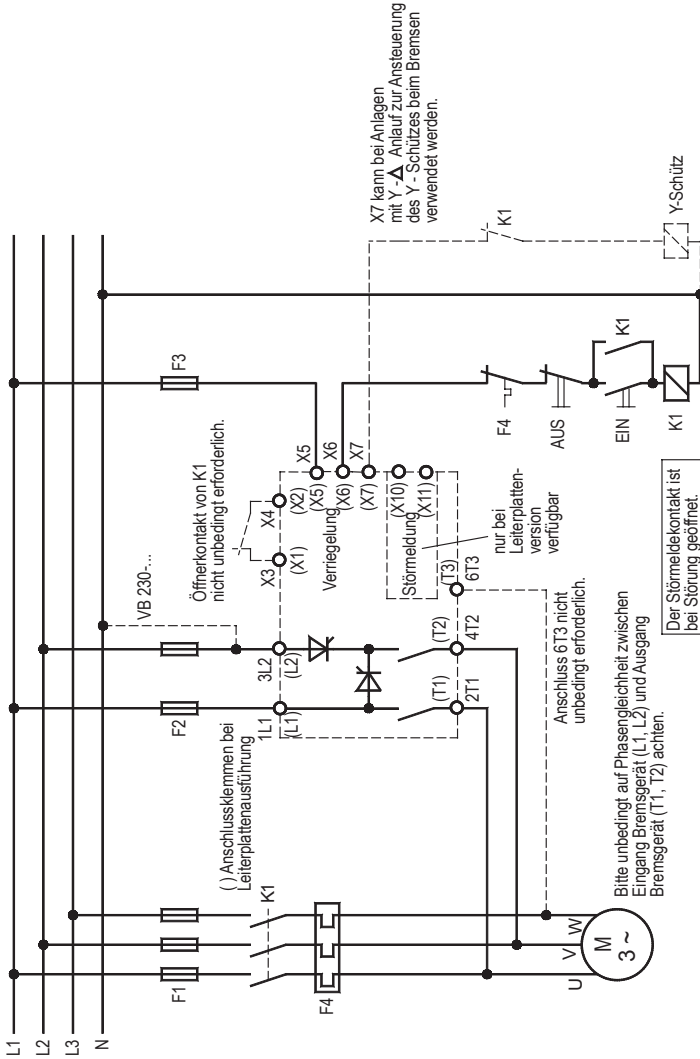 L1
L2
L3
N
F1
K1
F4
U
V
W
M
3 ~
( ) Anschlussklemmen bei
Leiterplattenausführung
F2
VB 230-...
1L1
(L1)
3L2
(L2)
(T1)
2T1
(T2)
4T2
(T3)
6T3
Öffnerkontakt von K1
nicht unbedingt erforderlich.
X3
(X1)
X4
(X2)
Verriegelung
X5
(X5)
X6
(X6)
X7
(X7)
(X10)
(X11)
Störmeldung
nur bei
Leiterplatten-
version
verfügbar
Anschluss 6T3 nicht
unbedingt erforderlich.
Bitte unbedingt auf Phasengleichheit zwischen
Eingang Bremsgerät (L1, L2) und Ausgang
Bremsgerät (T1, T2) achten.
F3
F4
AUS
EIN
K1
K1
Der Störmeldekontakt ist
bei Störung geöffnet.
X7 kann bei Anlagen
mit Y -Δ Anlauf zur Ansteuerung
des Y - Schützes beim Bremsen
verwendet werden.
K1
Y-Schütz